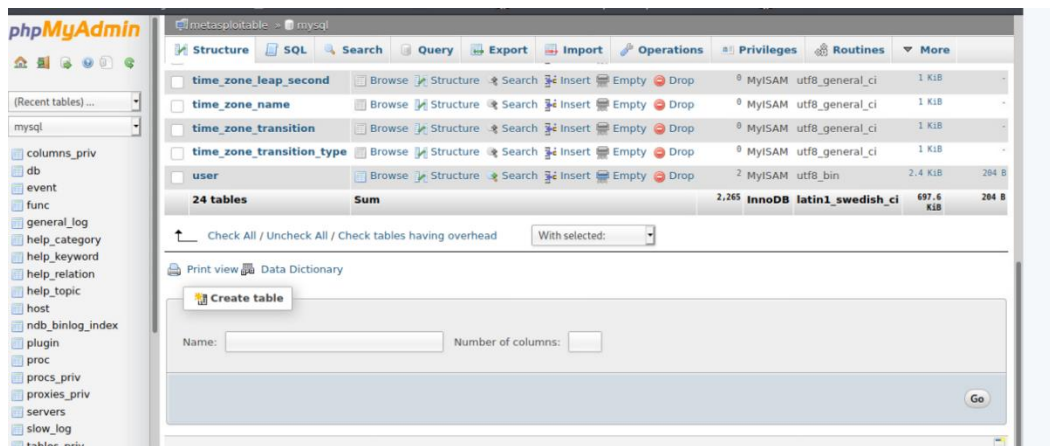 phpMyAdmin
(Recent tables) ...
mysql
columns_priv
db
event
func
general_log
help_category
help_keyword
help_relation
help_topic
host
ndb_binlog_index
plugin
proc
procs_priv
proxies_priv
servers
slow_log
tables_priv
metasploitable » mysql
Structure SQL Search Query Export Import Operations Privileges Routines More
time_zone_leap_second Browse Structure Search Insert Empty Drop 0 MyISAM utf8_general_ci 1 KiB -
time_zone_name Browse Structure Search Insert Empty Drop 0 MyISAM utf8_general_ci 1 KiB -
time_zone_transition Browse Structure Search Insert Empty Drop 0 MyISAM utf8_general_ci 1 KiB -
time_zone_transition_type Browse Structure Search Insert Empty Drop 0 MyISAM utf8_general_ci 1 KiB -
user Browse Structure Search Insert Empty Drop 2 MyISAM utf8_bin 2.4 KiB 204 B
24 tables Sum 2,265 InnoDB latin1_swedish_ci 697.6 KiB 204 B
Check All / Uncheck All / Check tables having overhead With selected:
Print view Data Dictionary
Create table
Name: Number of columns:
Go